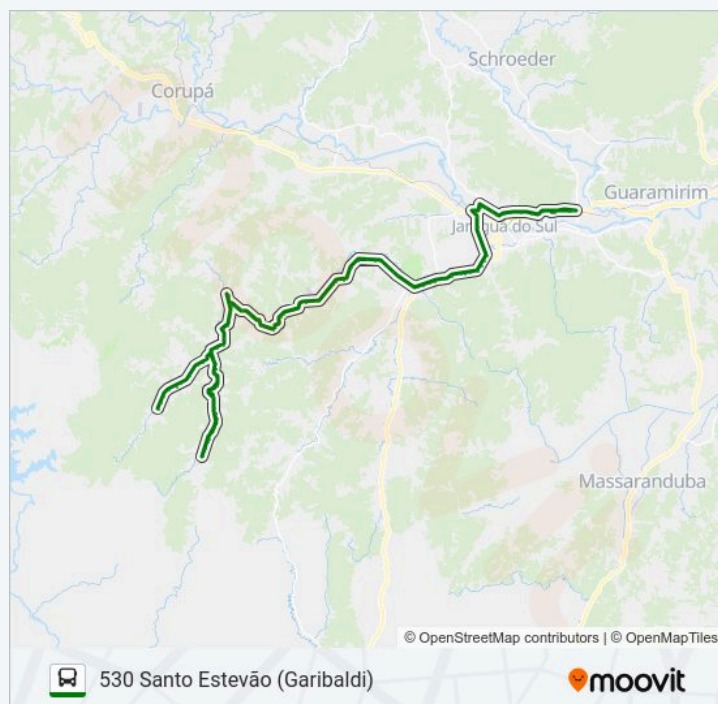 Schroeder
Corupá
Guaramirim
Jaraguá do Sul
Massaranduba
© OpenStreetMap contributors | © OpenMapTiles
530 Santo Estevão (Garibaldi)
moovit